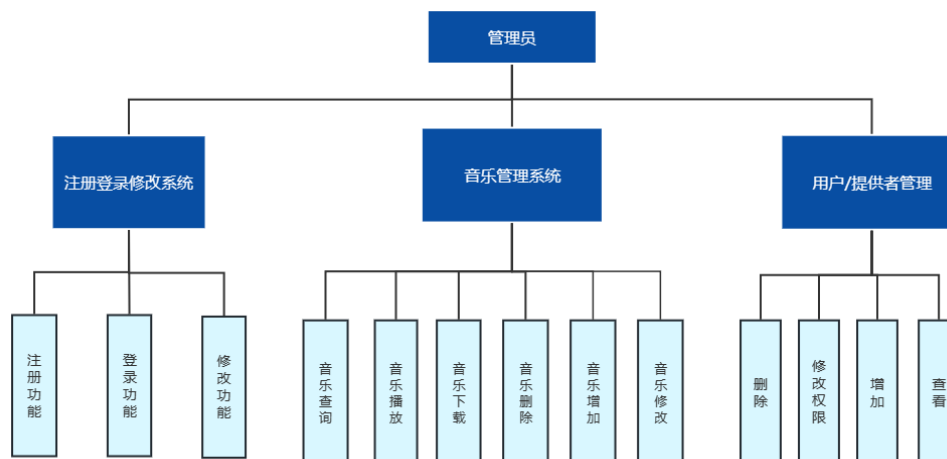 管理员
注册登录修改系统
音乐管理系统
用户/提供者管理
注册功能
登录功能
修改功能
音乐查询
音乐播放
音乐下载
音乐删除
音乐增加
音乐修改
删除
修改权限
增加
查看